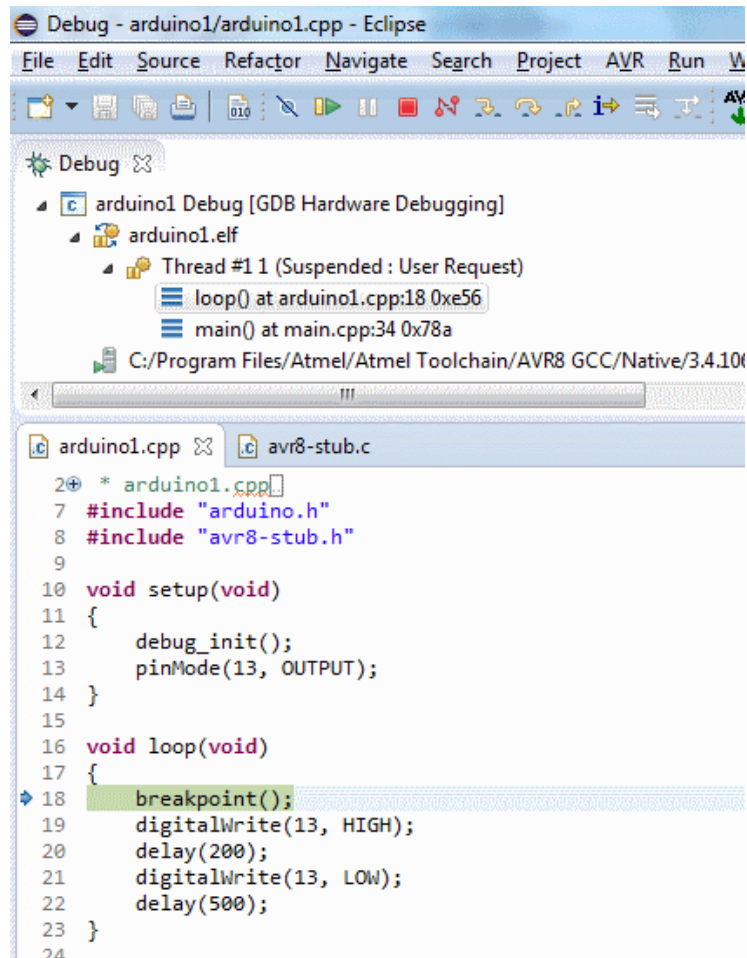 Debug - arduino1/arduino1.cpp - Eclipse
File Edit Source Refactor Navigate Search Project AVR Run
010 i AV
Debug
arduino1 Debug [GDB Hardware Debugging]
arduino1.elf
Thread #1 1 (Suspended : User Request)
loop() at arduino1.cpp:18 0xe56
main() at main.cpp:34 0x78a
C:/Program Files/Atmel/Atmel Toolchain/AVR8 GCC/Native/3.4.106
arduino1.cpp avr8-stub.c
2 * arduino1.cpp
7 #include "arduino.h"
8 #include "avr8-stub.h"
9
10 void setup(void)
11 {
12 debug_init();
13 pinMode(13, OUTPUT);
14 }
15
16 void loop(void)
17 {
18 breakpoint();
19 digitalWrite(13, HIGH);
20 delay(200);
21 digitalWrite(13, LOW);
22 delay(500);
23 }
24